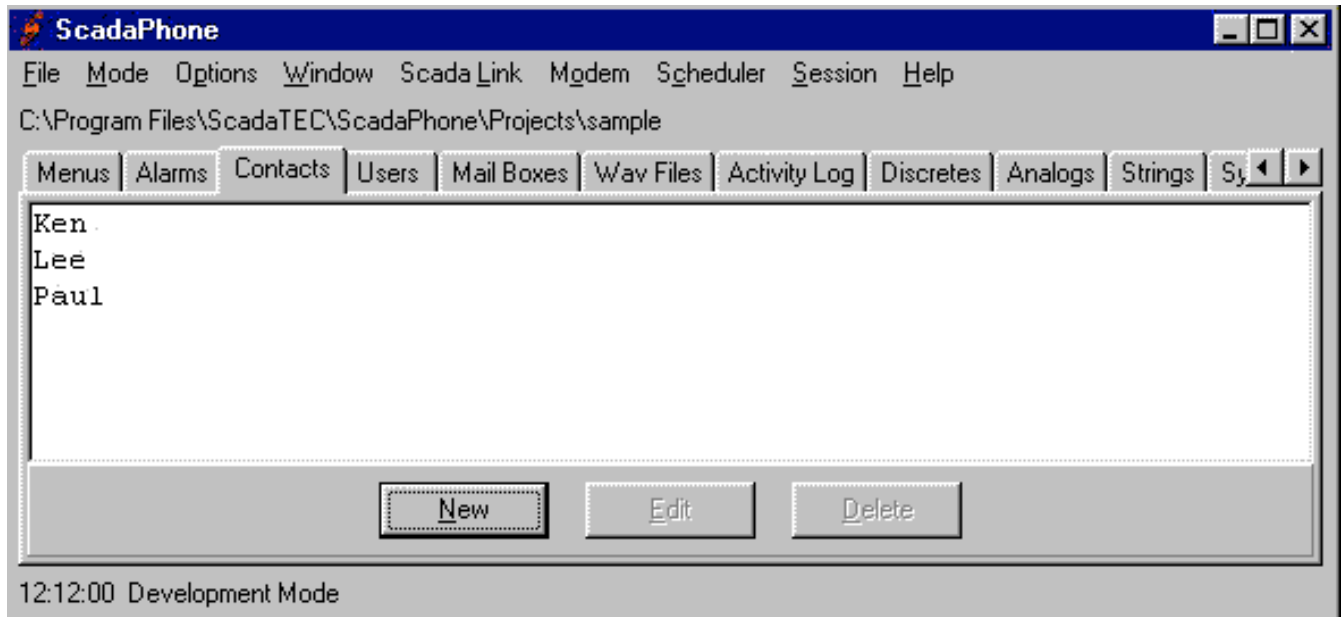 ScadaPhone
File Mode Options Window Scada Link Modem Scheduler Session Help
C:\Program Files\ScadaTEC\ScadaPhone\Projects\sample
Menus Alarms Contacts Users Mail Boxes Wav Files Activity Log Discretes Analogs Strings Sy
Ken
Lee
Paul
New Edit Delete
12:12:00 Development Mode